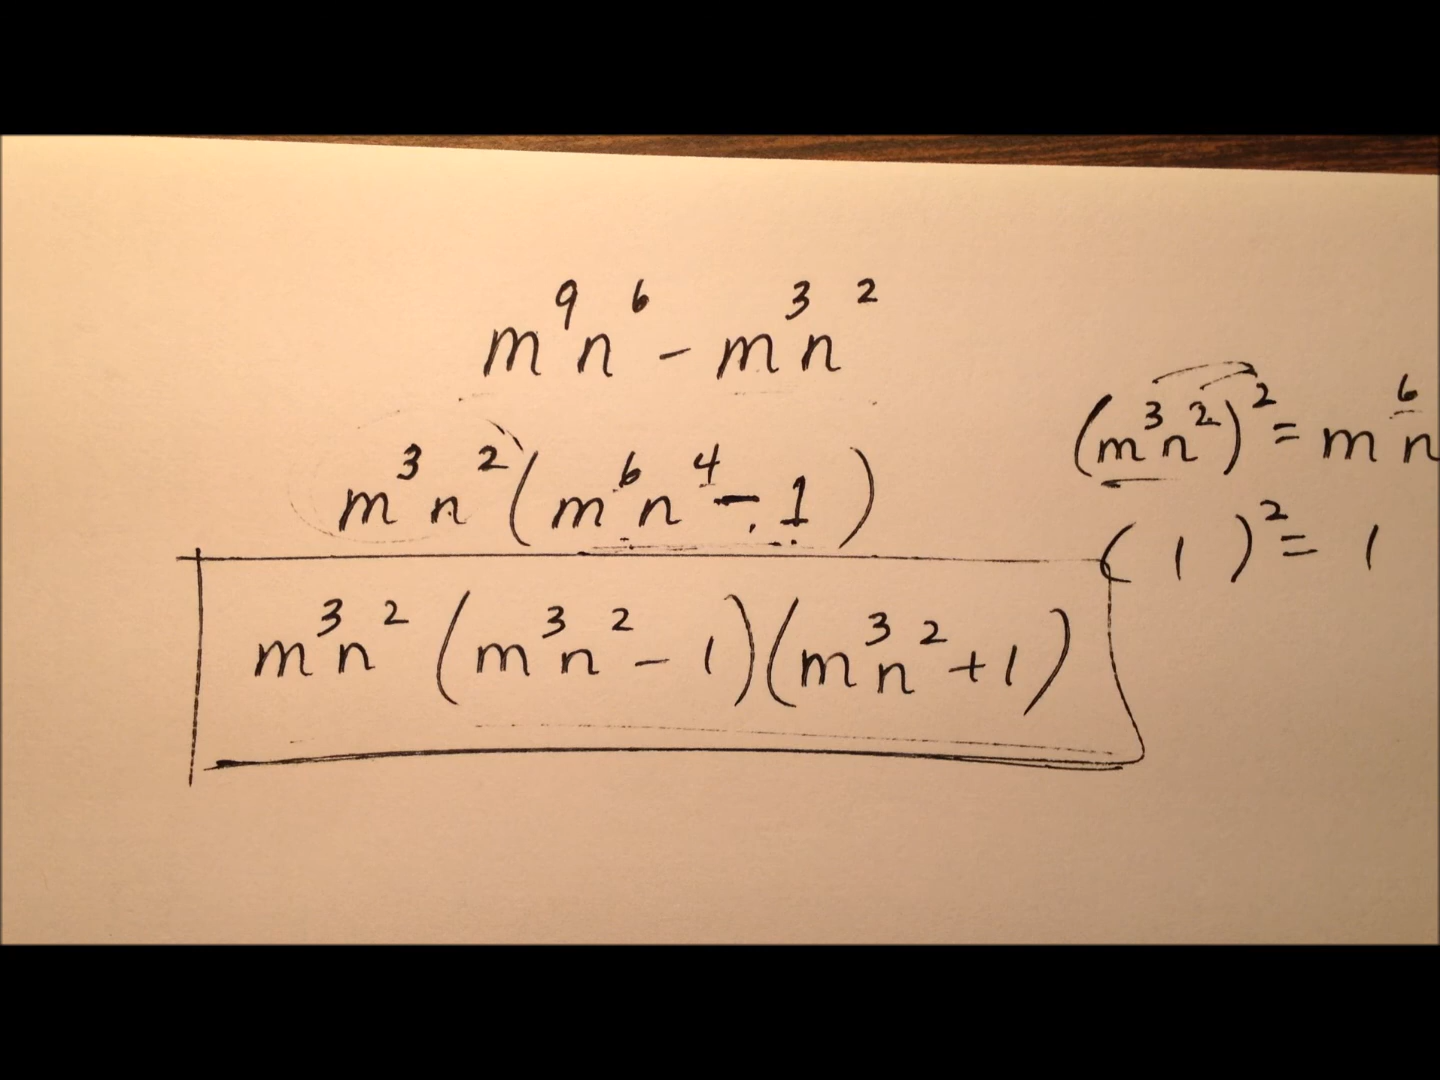 m⁹n⁶ - m³n²
m³n²(m⁶n⁴ - 1)
(m³n²)² = m⁶n
(1)² = 1
m³n²(m³n² - 1)(m³n² + 1)